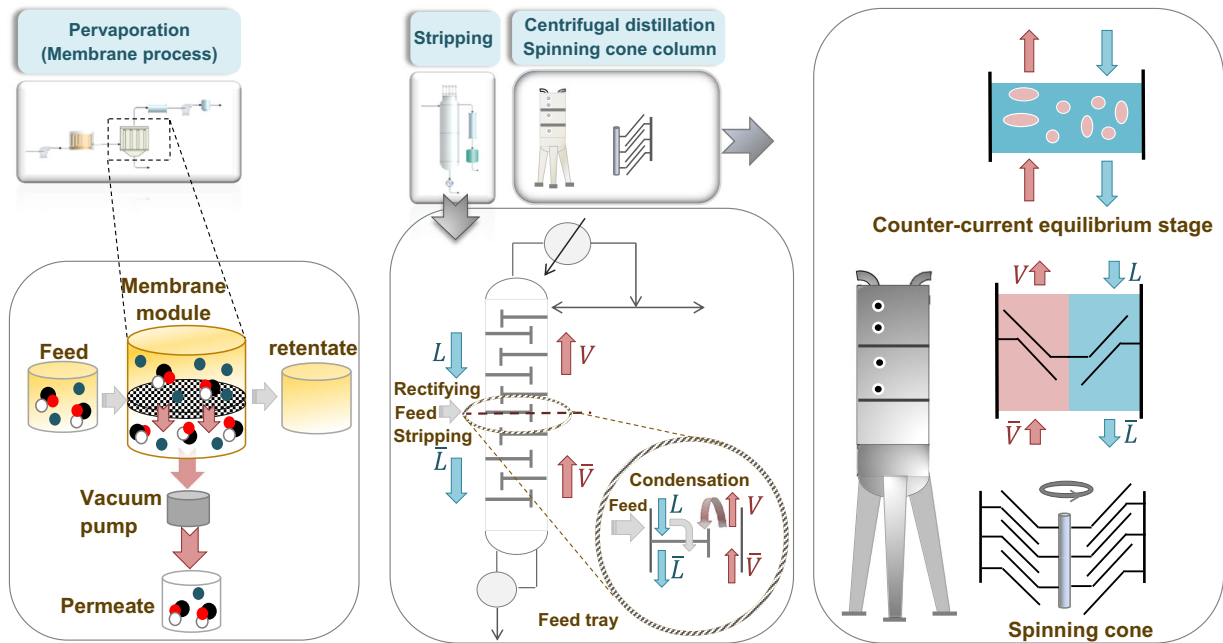 Pervaporation
(Membrane process)
Stripping
Centrifugal distillation
Spinning cone column
Membrane
module
Feed
retentate
Vacuum
pump
Permeate
L
V
Rectifying
Feed
Stripping
L̅
V̅
Condensation
Feed
L
V
L̅
V̅
Feed tray
Counter-current equilibrium stage
V
L
V̅
L̅
Spinning cone